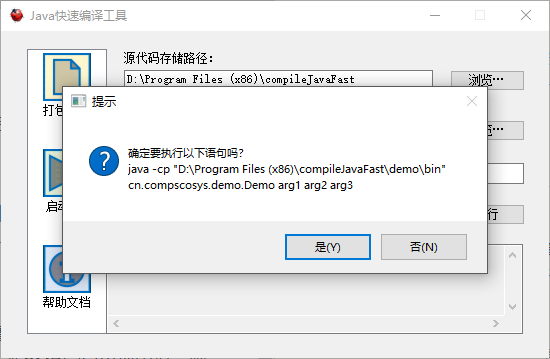 Java快速编译工具
源代码存储路径:
D:\Program Files (x86)\compileJavaFast
浏览…
打包
提示
确定要执行以下语句吗?
java -cp "D:\Program Files (x86)\compileJavaFast\demo\bin"
cn.compscosys.demo.Demo arg1 arg2 arg3
启动
行
是(Y)
否(N)
帮助文档